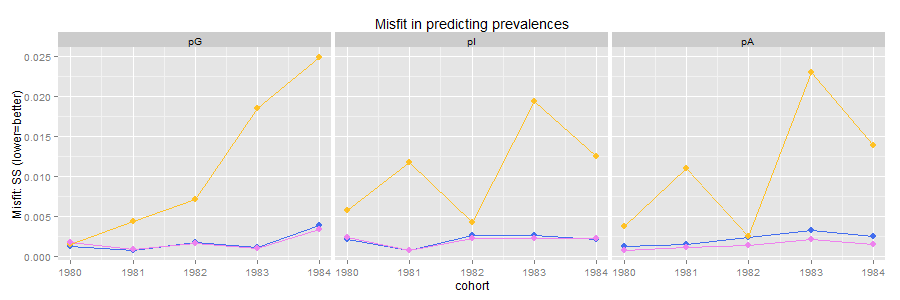 Misfit in predicting prevalences
pG pI pA
Misfit: SS (lower=better)
0.025
0.020
0.015
0.010
0.005
0.000
1980 1981 1982 1983 1984 1980 1981 1982 1983 1984 1980 1981 1982 1983 1984
cohort